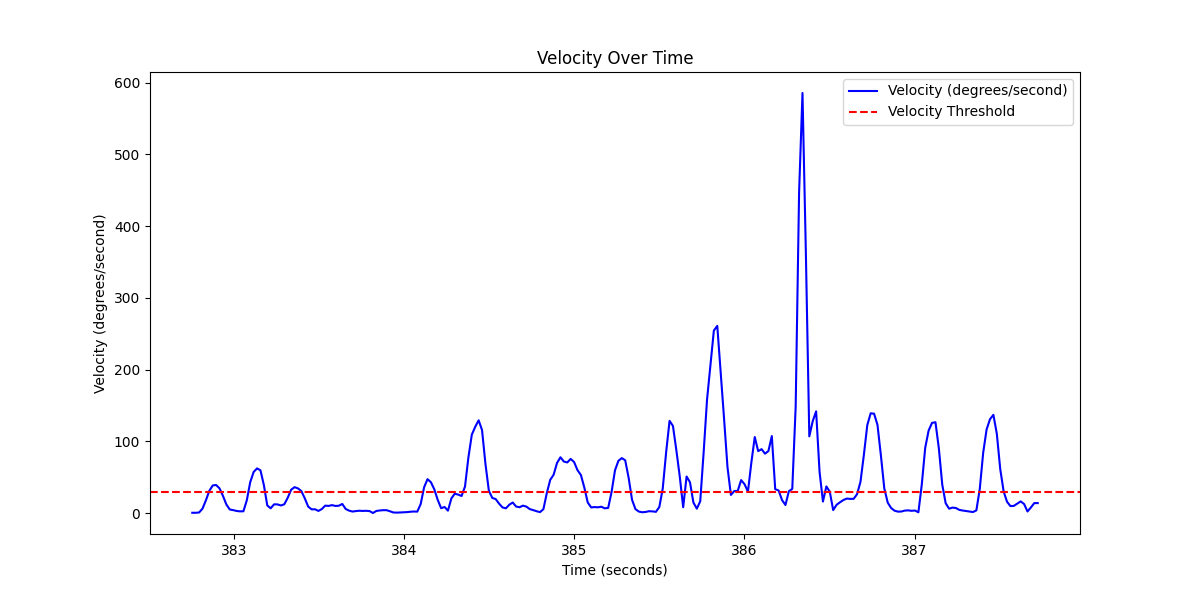 Velocity Over Time
Velocity (degrees/second)
Velocity Threshold
600
500
400
300
200
100
0
Velocity (degrees/second)
383 384 385 386 387
Time (seconds)